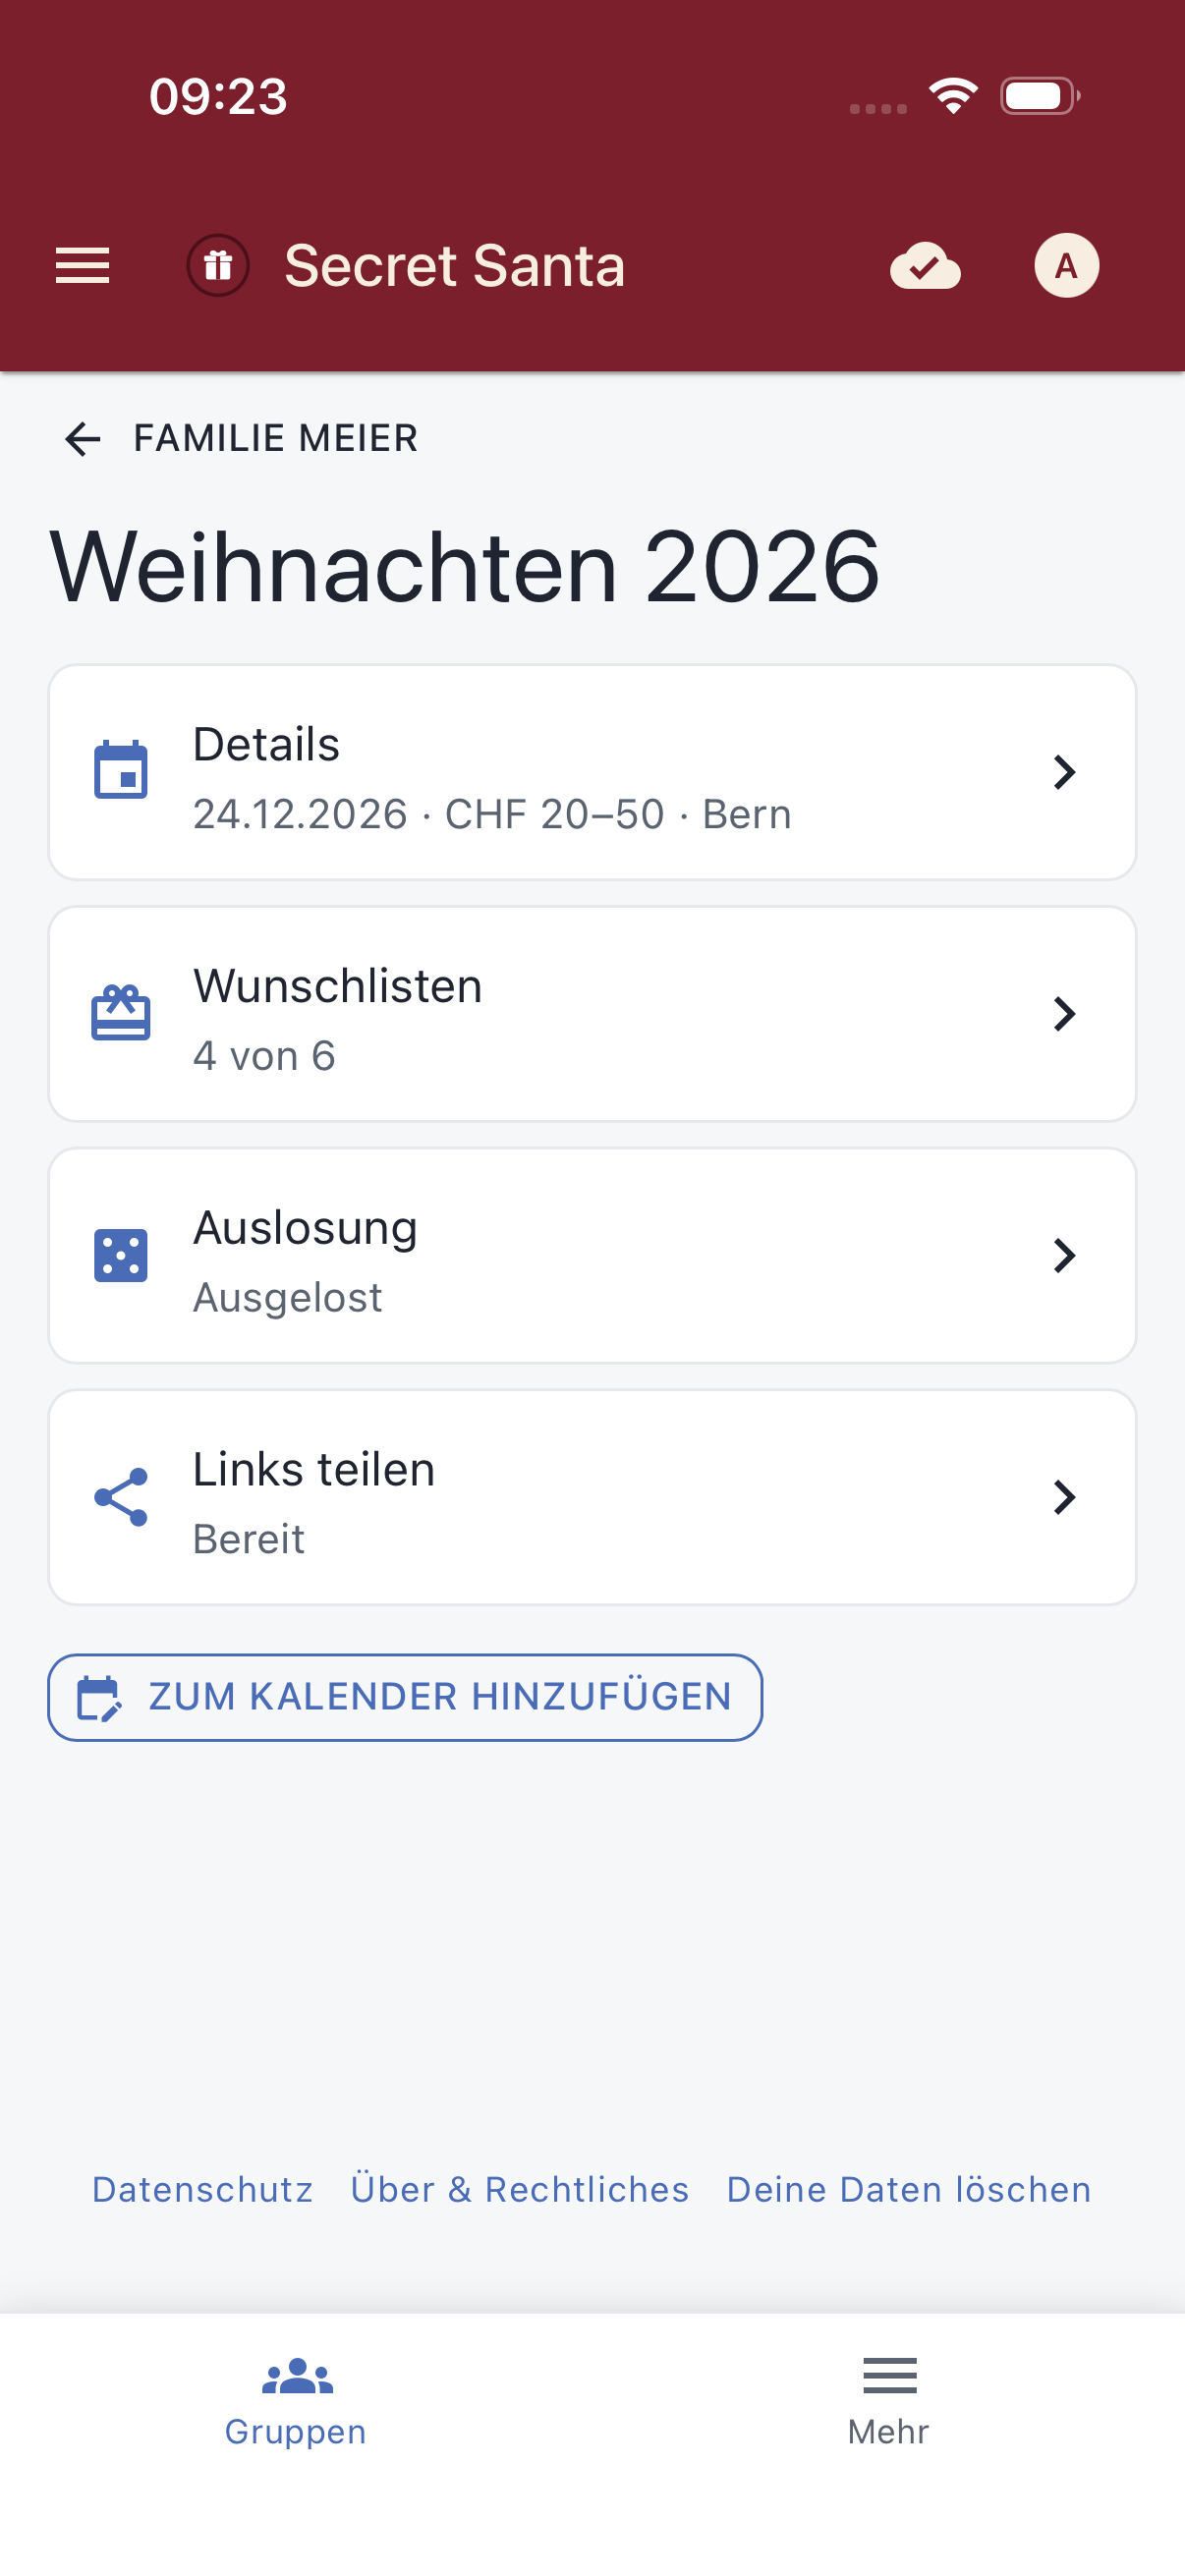 09:23
Secret Santa
A
FAMILIE MEIER
Weihnachten 2026
Details
24.12.2026 · CHF 20–50 · Bern
Wunschlisten
4 von 6
Auslosung
Ausgelost
Links teilen
Bereit
ZUM KALENDER HINZUFÜGEN
Datenschutz Über & Rechtliches Deine Daten löschen
Gruppen Mehr